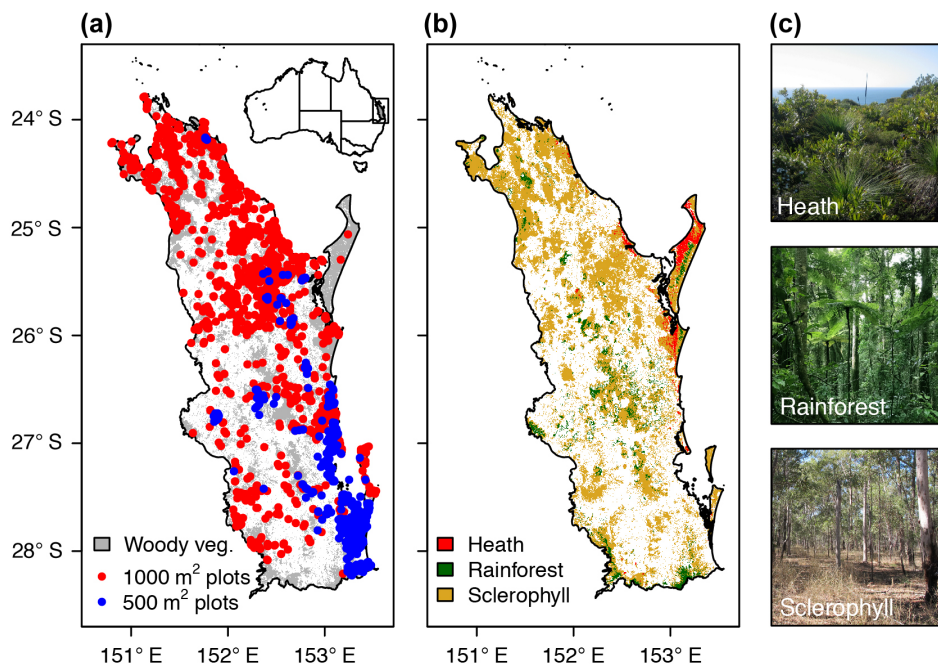 (a)
(b)
(c)
24° S
25° S
26° S
27° S
28° S
Woody veg.
1000 m² plots
500 m² plots
151° E
152° E
153° E
Heath
Rainforest
Sclerophyll
151° E
152° E
153° E
Heath
Rainforest
Sclerophyll